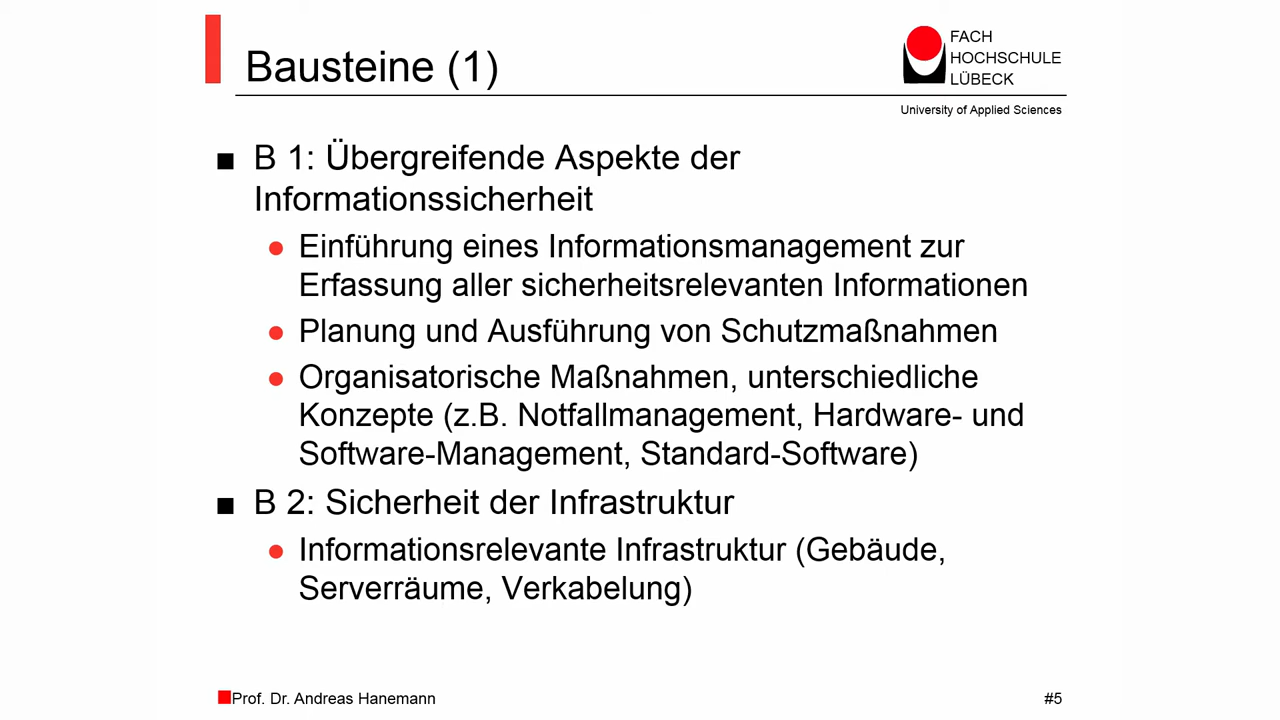 Bausteine (1)
FACH
HOCHSCHULE
LÜBECK
University of Applied Sciences
B 1: Übergreifende Aspekte der
Informationssicherheit
Einführung eines Informationsmanagement zur
Erfassung aller sicherheitsrelevanten Informationen
Planung und Ausführung von Schutzmaßnahmen
Organisatorische Maßnahmen, unterschiedliche
Konzepte (z.B. Notfallmanagement, Hardware- und
Software-Management, Standard-Software)
B 2: Sicherheit der Infrastruktur
Informationsrelevante Infrastruktur (Gebäude,
Serverräume, Verkabelung)
Prof. Dr. Andreas Hanemann
#5